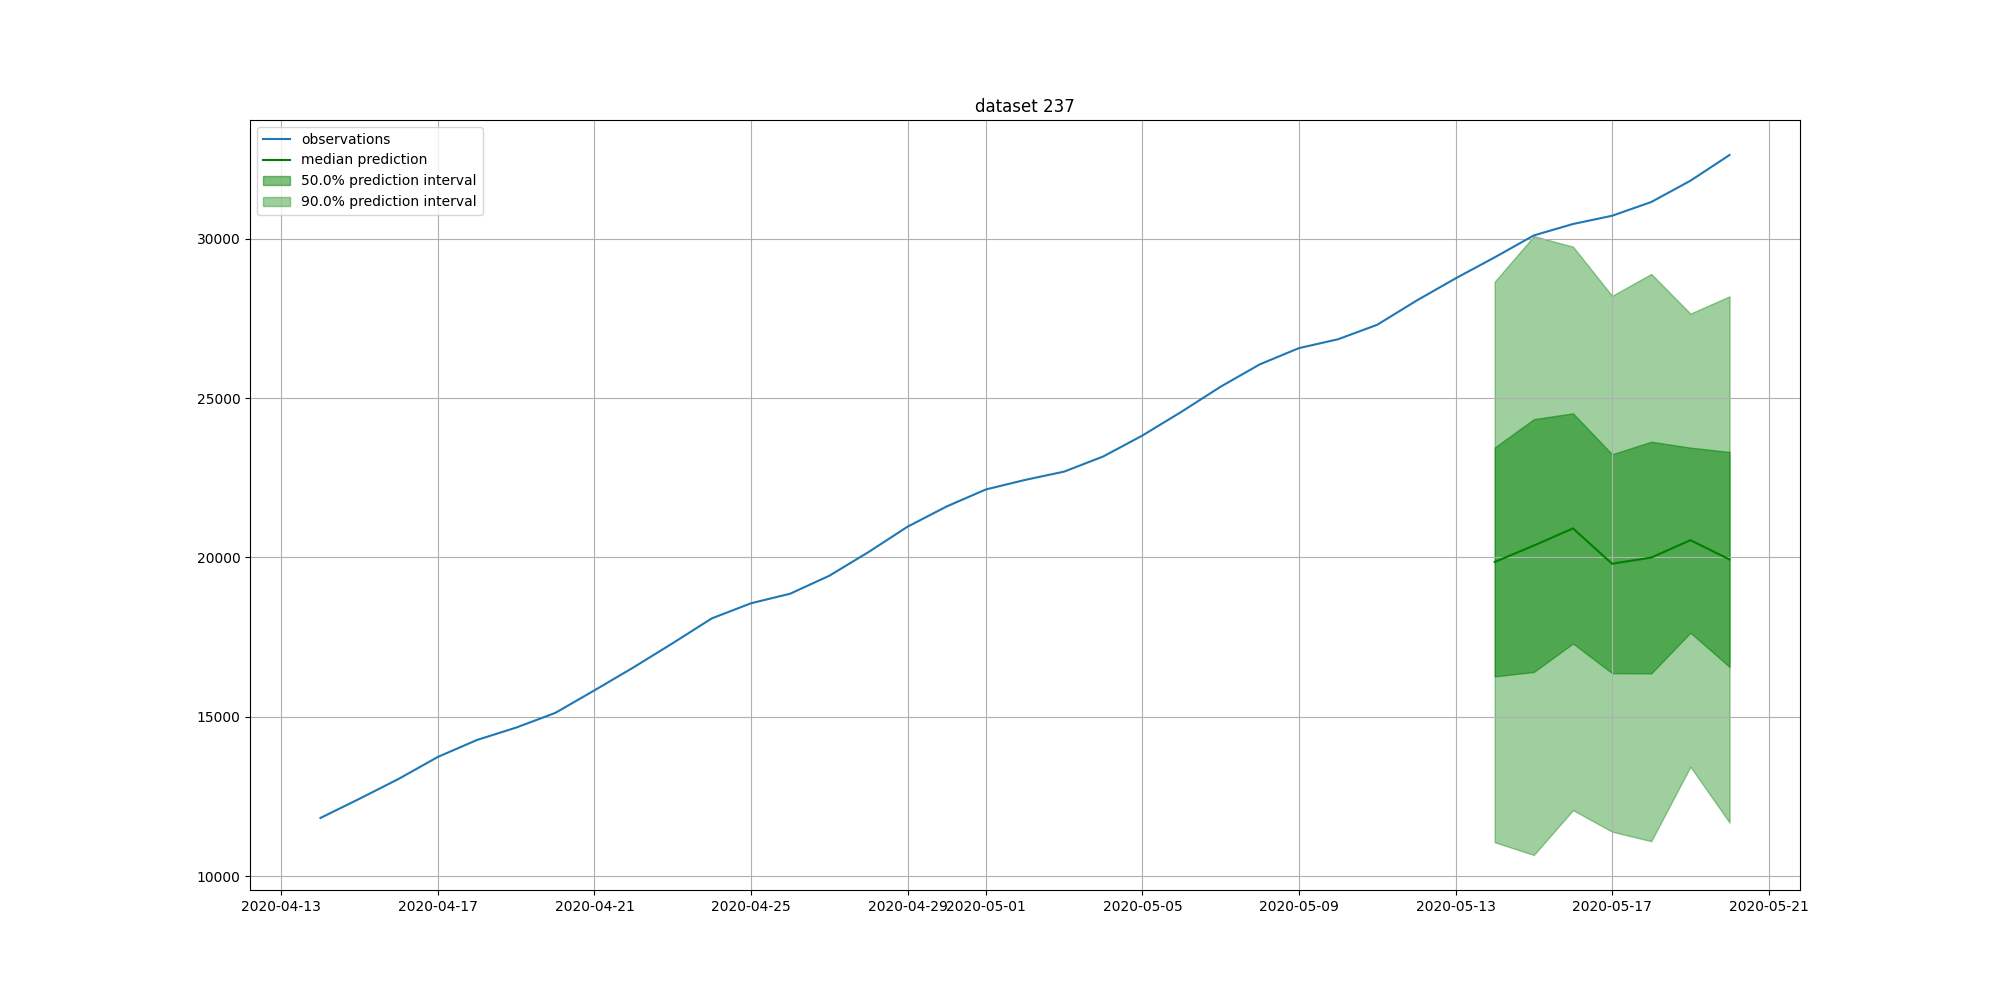 dataset 237
observations
median prediction
50.0% prediction interval
90.0% prediction interval
30000
25000
20000
15000
10000
2020-04-13 2020-04-17 2020-04-21 2020-04-25 2020-04-29 2020-05-01 2020-05-05 2020-05-09 2020-05-13 2020-05-17 2020-05-21